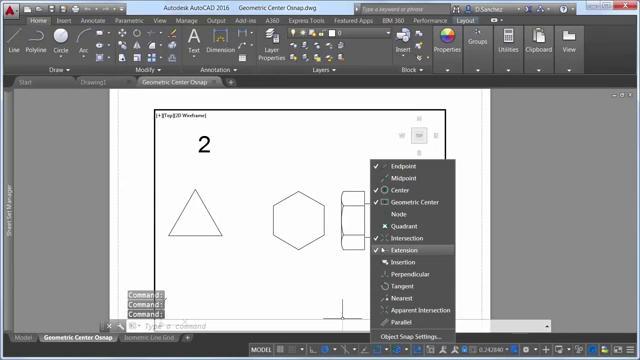 Autodesk AutoCAD 2016 Geometric Center Osnap.dwg Type a keyword or phrase D.Sanchez
Home Insert Annotate Parametric View Manage Output Add-ins A360 Express Tools Featured Apps BIM 360 Performance Layout
Line Polyline Circle Arc Text Dimension Layer Properties 0 Insert Properties Groups Utilities Clipboard View
Draw Modify Annotation Layers Block
Start Drawing1 Geometric Center Osnap
[+][Top][2D Wireframe]
2
N
W TOP E
S
Sheet Set Manager
Endpoint
Midpoint
Center
Geometric Center
Node
Quadrant
Intersection
Extension
Insertion
Perpendicular
Tangent
Nearest
Apparent Intersection
Parallel
Object Snap Settings...
Command:
Command:
Command:
Type a command
Model Geometric Center Osnap
MODEL 0.242840